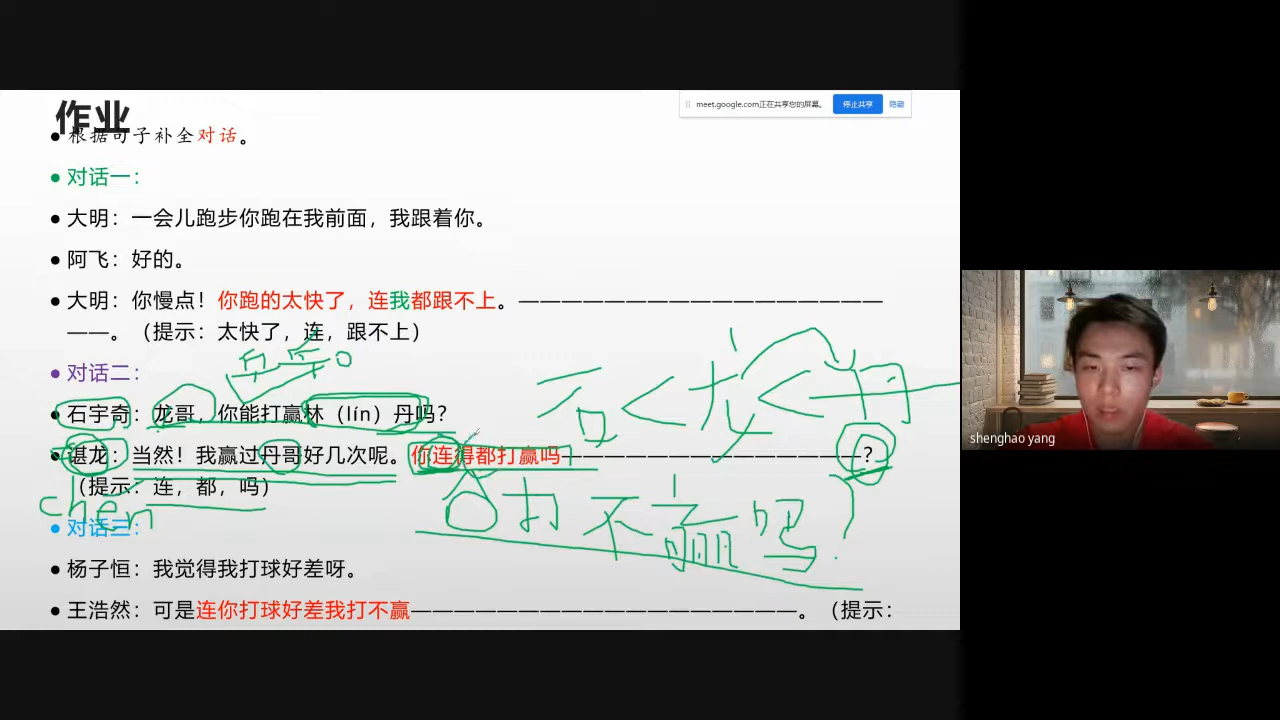 作业
meet.google.com正在共享您的屏幕。 停止共享 隐藏
● 根据句子补全对话。
● 对话一：
● 大明：一会儿跑步你跑在我前面，我跟着你。
● 阿飞：好的。
● 大明：你慢点！你跑的太快了，连我都跟不上。—————————————————
——。（提示：太快了，连，跟不上）
● 对话二：
石<龙<丹
● 石宇奇：龙哥，你能打赢林（lín）丹吗？
● 谌龙：当然！我赢过丹哥好几次呢。你连得都打赢吗——————————————？
（提示：连，都，吗）
chen
打不赢吗？
● 对话三：
● 杨子恒：我觉得我打球好差呀。
● 王浩然：可是连你打球好差我打不赢——————————————————。（提示：
shenghao yang